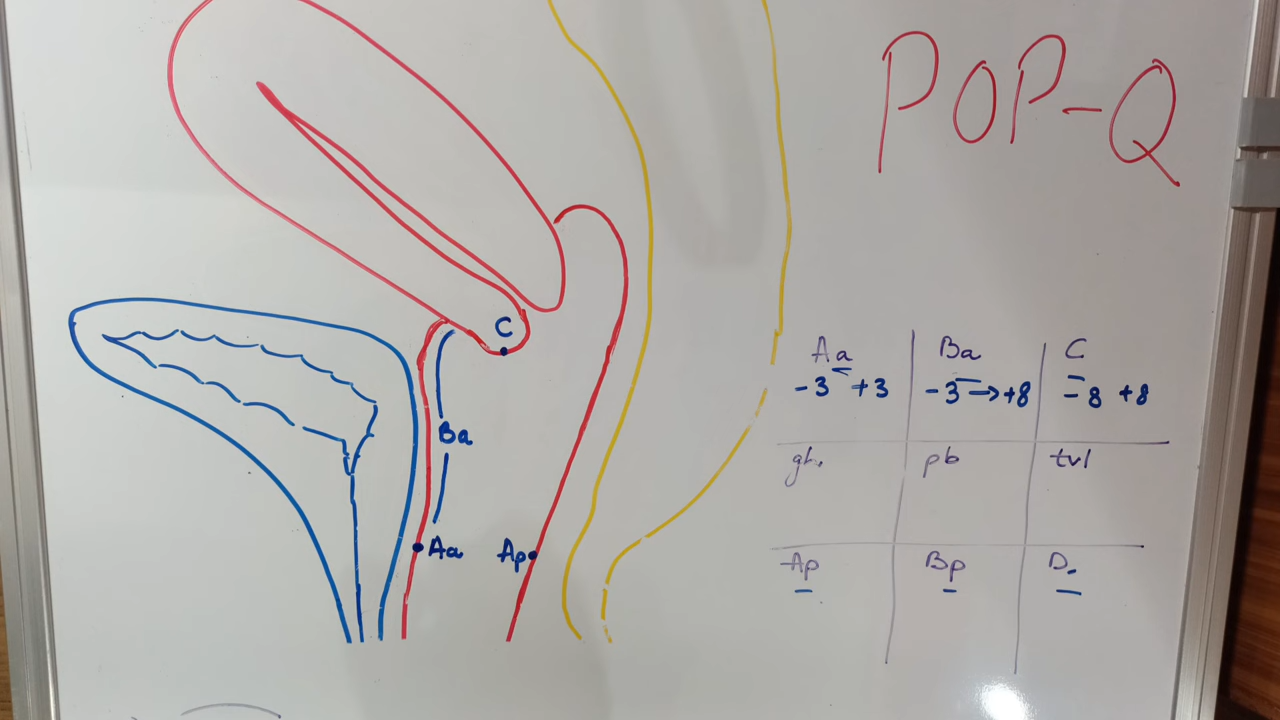 POP-Q
C
Ba
Aa
Ap
Aa Ba C
-3 +3 -3→+8 -8 +8
gh. pb tvl
Ap Bp D